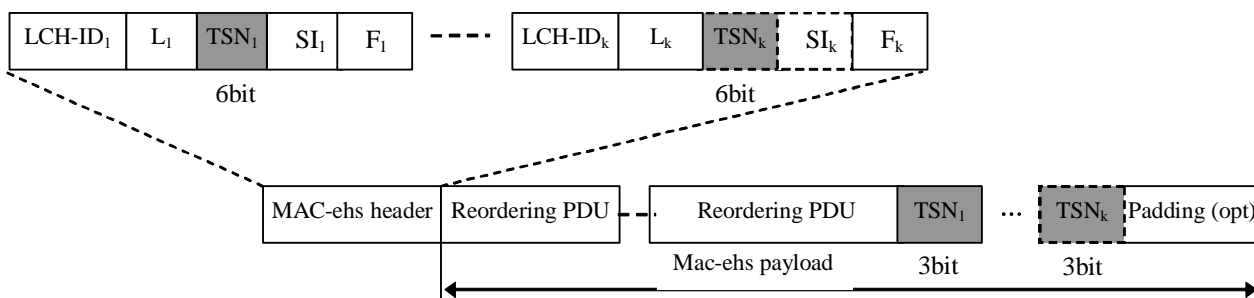 LCH-ID1 L1 TSN1 SI1 F1 LCH-IDk Lk TSNk SIk Fk
6bit 6bit
MAC-ehs header Reordering PDU Reordering PDU TSN1 ... TSNk Padding (opt)
Mac-ehs payload 3bit 3bit